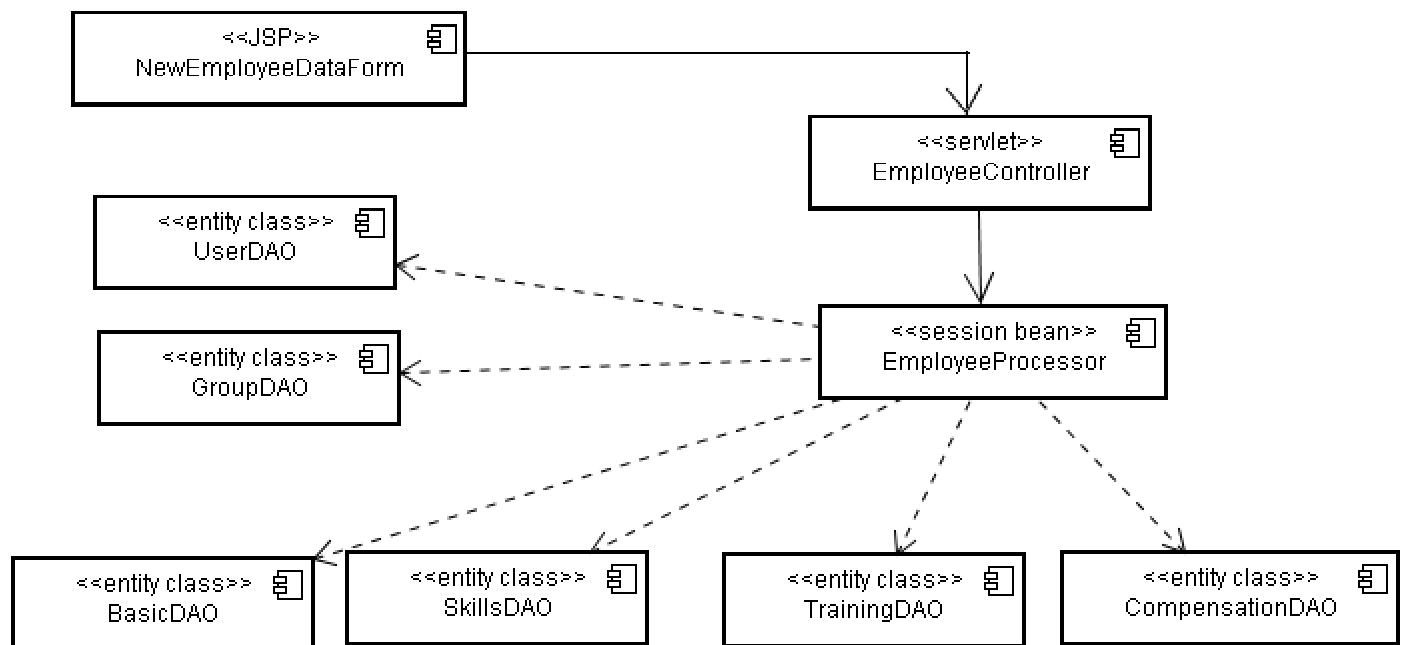 <<JSP>>
NewEmployeeDataForm
<<servlet>>
EmployeeController
<<entity class>>
UserDAO
<<session bean>>
EmployeeProcessor
<<entity class>>
GroupDAO
<<entity class>>
BasicDAO
<<entity class>>
SkillsDAO
<<entity class>>
TrainingDAO
<<entity class>>
CompensationDAO